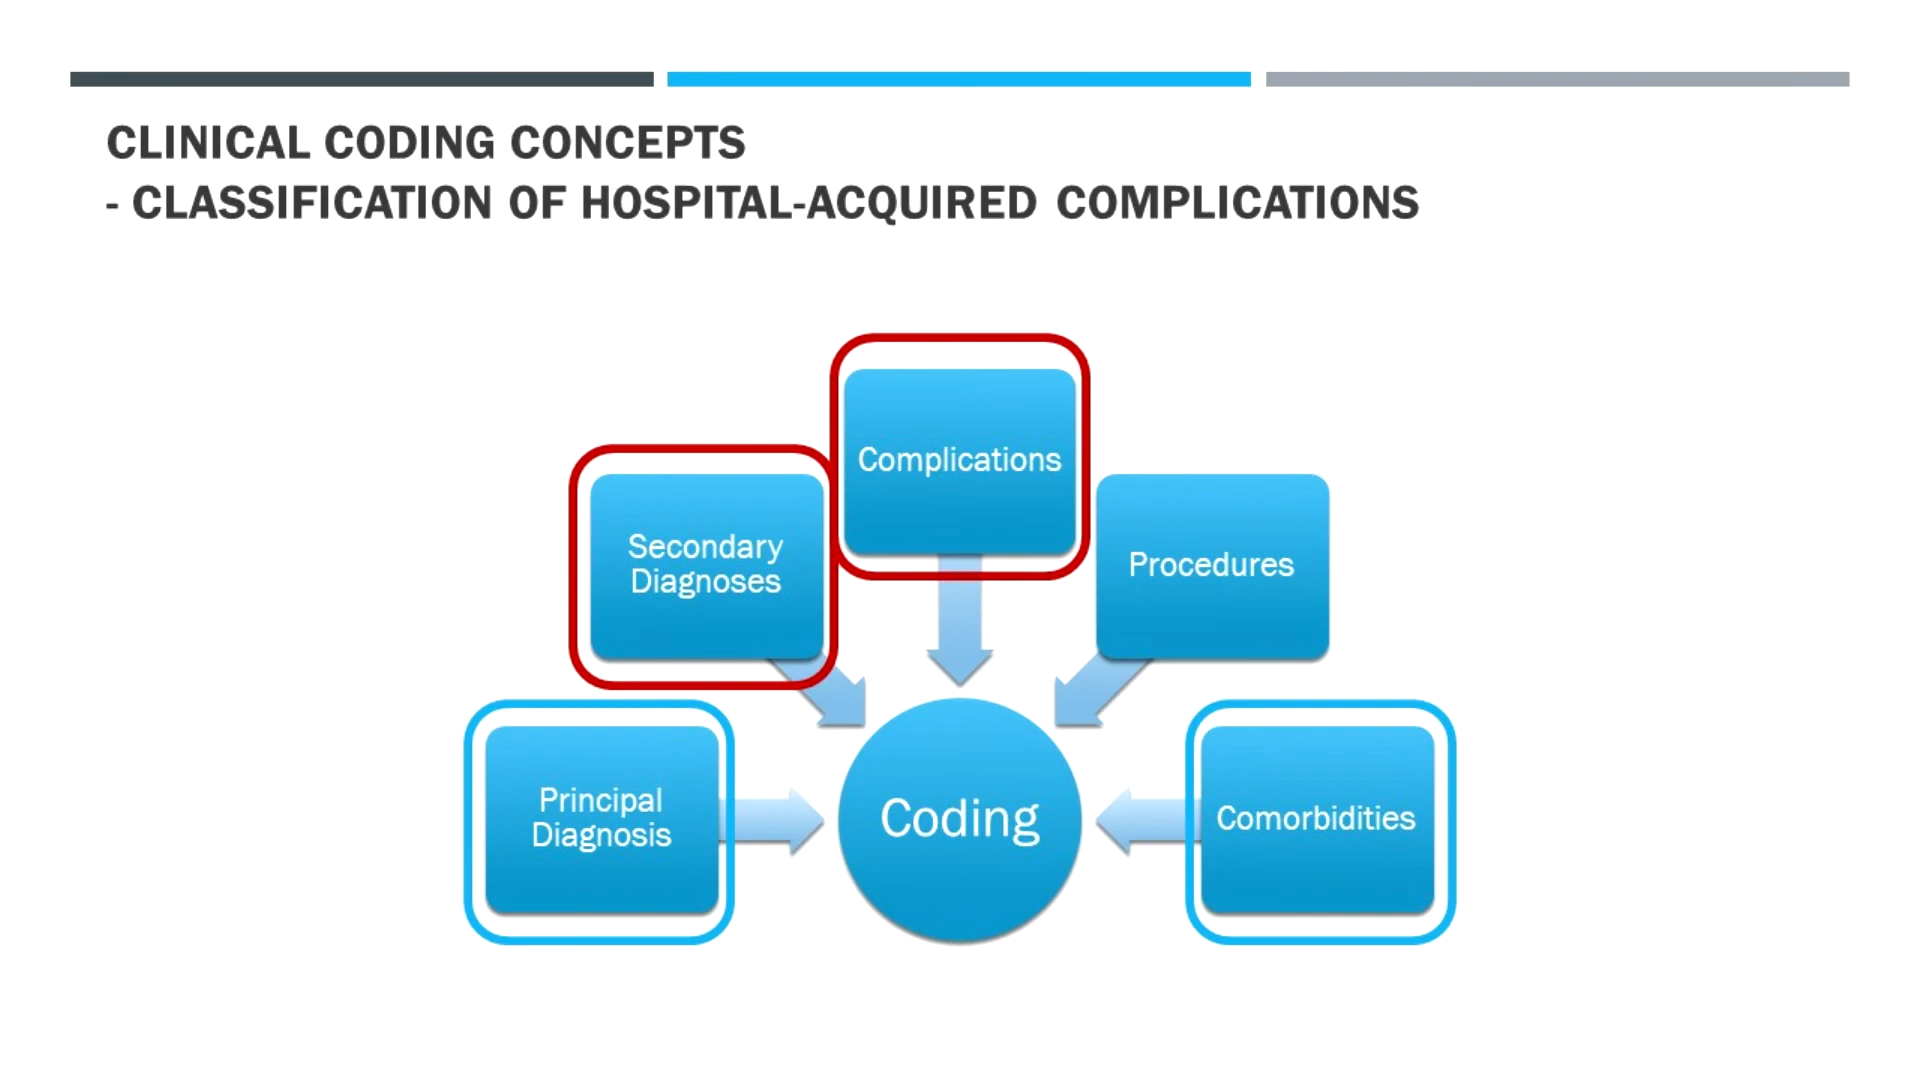 CLINICAL CODING CONCEPTS
- CLASSIFICATION OF HOSPITAL-ACQUIRED COMPLICATIONS
Complications
Secondary
Diagnoses
Procedures
Principal
Diagnosis
Coding
Comorbidities